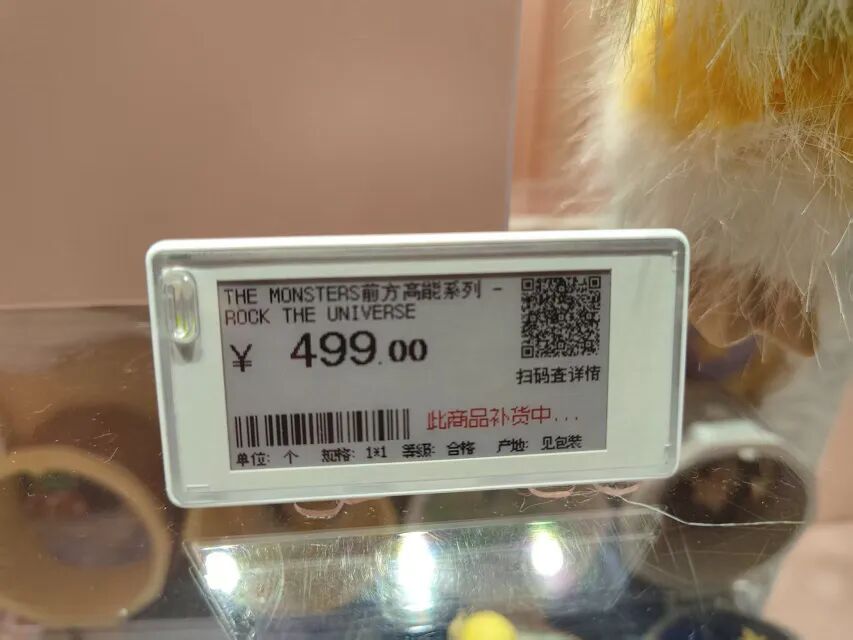 THE MONSTERS前方高能系列 -
ROCK THE UNIVERSE
¥ 499.00
扫码查详情
此商品补货中...
单位: 个 规格: 1*1 等级: 合格 产地: 见包装